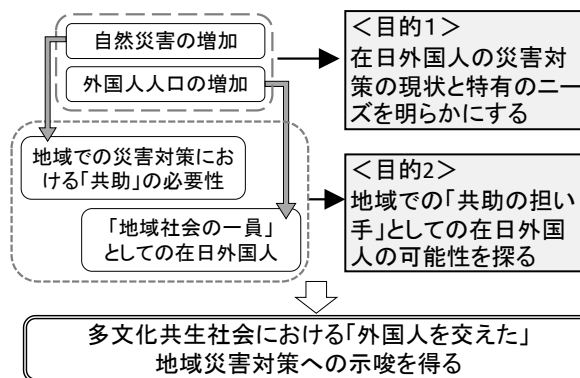 自然災害の増加
外国人人口の増加
<目的1>
在日外国人の災害対
策の現状と特有のニー
ズを明らかにする
地域での災害対策にお
ける「共助」の必要性
「地域社会の一員」
としての在日外国人
<目的2>
地域での「共助の担い
手」としての在日外国
人の可能性を探る
多文化共生社会における「外国人を交えた」
地域災害対策への示唆を得る